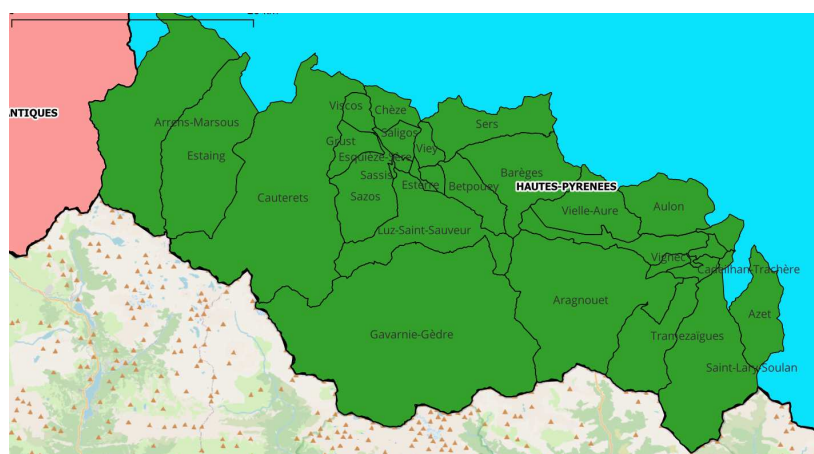 ANTIQUES
Arrens-Marsous
Estaing
Cauterets
Viscos
Chèze
Saligos
Viey
Sers
Grust
Esquièze-Sère
Sassis
Sazos
Esterre
Betpouey
Barèges
HAUTES-PYRENEES
Vielle-Aure
Aulon
Luz-Saint-Sauveur
Vignec
Cadeilhan-Trachère
Aragnouet
Azet
Gavarnie-Gèdre
Tramezaïgues
Saint-Lary-Soulan